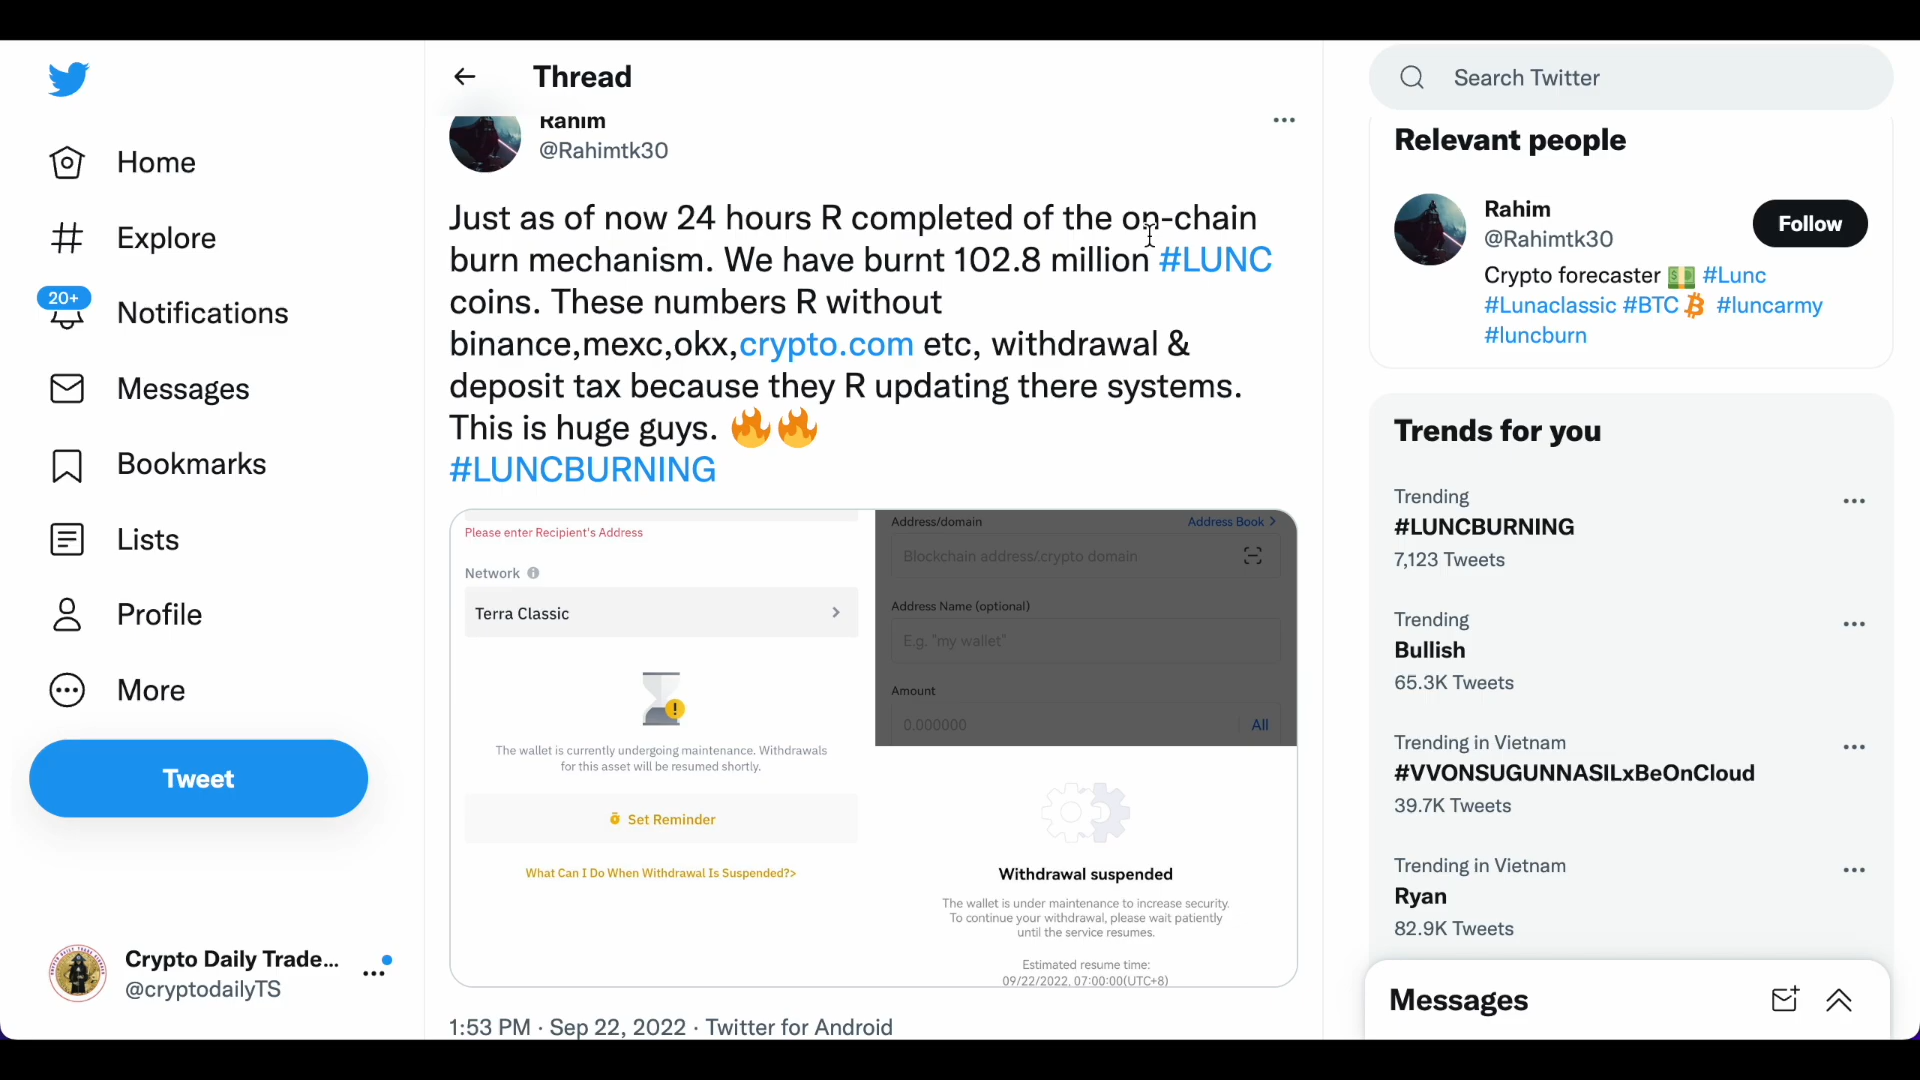 Home
Explore
20+
Notifications
Messages
Bookmarks
Lists
Profile
More
Tweet
Crypto Daily Trade...
@cryptodailyTS
Thread
Rahim
@Rahimtk30
Just as of now 24 hours R completed of the on-chain
burn mechanism. We have burnt 102.8 million #LUNC
coins. These numbers R without
binance,mexc,okx,crypto.com etc, withdrawal &
deposit tax because they R updating there systems.
This is huge guys. 🔥🔥
#LUNCBURNING
Please enter Recipient's Address
Network
Terra Classic
The wallet is currently undergoing maintenance. Withdrawals
for this asset will be resumed shortly.
Set Reminder
What Can I Do When Withdrawal Is Suspended?>
Address/domain
Address Book >
Blockchain address/.crypto domain
Address Name (optional)
E.g. "my wallet"
Amount
0.000000
All
Withdrawal suspended
The wallet is under maintenance to increase security.
To continue your withdrawal, please wait patiently
until the service resumes.
Estimated resume time:
09/22/2022, 07:00:00(UTC+8)
1:53 PM · Sep 22, 2022 · Twitter for Android
Search Twitter
Relevant people
Rahim
@Rahimtk30
Follow
Crypto forecaster 💵 #Lunc
#Lunaclassic #BTC #luncarmy
#luncburn
Trends for you
Trending
#LUNCBURNING
7,123 Tweets
Trending
Bullish
65.3K Tweets
Trending in Vietnam
#VVONSUGUNNASILxBeOnCloud
39.7K Tweets
Trending in Vietnam
Ryan
82.9K Tweets
Messages